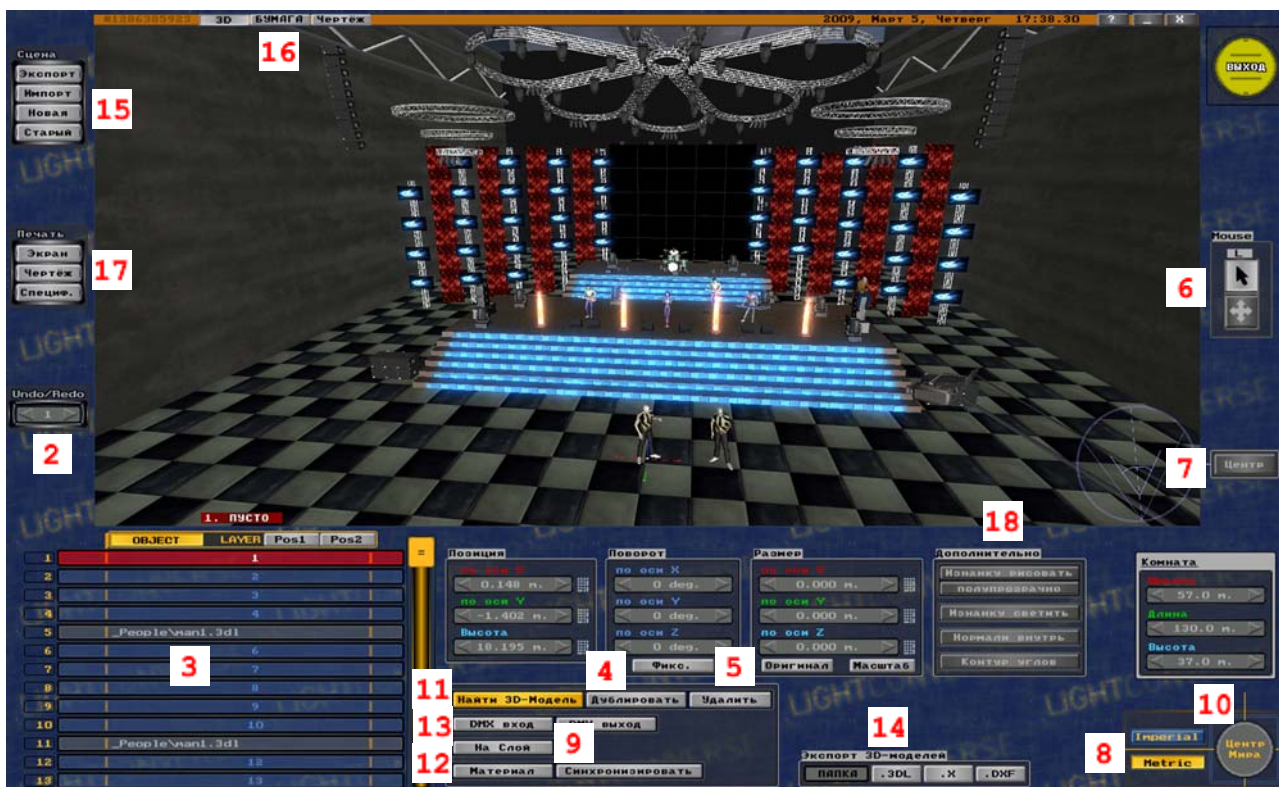 #1286385923 3D БУМАГА Чертёж 2009, Март 5, Четверг 17:38.30 ? _ X
16
Сцена
Экспорт
Импорт
Новая
Старый
15
ВЫХОД
Печать
Экран
Чертёж
Специф.
17
Mouse
L
6
Undo/Redo
1
2
7
Центр
18
1. ПУСТО
OBJECT LAYER Pos1 Pos2
1 1
2 2
3 3
4 4
5 _People\man1.3dl
6 6
7 7
8 8
9 9
10 10
11 _People\man1.3dl
12 12
13 13
3
=
Позиция
0.148 m.
по оси Y
-1.402 m.
Высота
18.195 m.
Поворот
по оси X
0 deg.
по оси Y
0 deg.
по оси Z
0 deg.
Фикс.
Размер
0.000 m.
по оси Y
0.000 m.
по оси Z
0.000 m.
Оригинал Масштаб
Дополнительно
Изнанку рисовать
полупрозрачно
Изнанку светить
Нормали внутрь
Контур углов
Комната
Ширина
57.0 m.
Длина
130.0 m.
Высота
37.0 m.
4
5
11
Найти 3D-Модель Дублировать Удалить
13
DMX вход DMX выход
На Слой
9
12
Материал Синхронизировать
14
Экспорт 3D-моделей
ПАПКА .3DL .X .DXF
10
8
Imperial
Metric
Центр
Мира